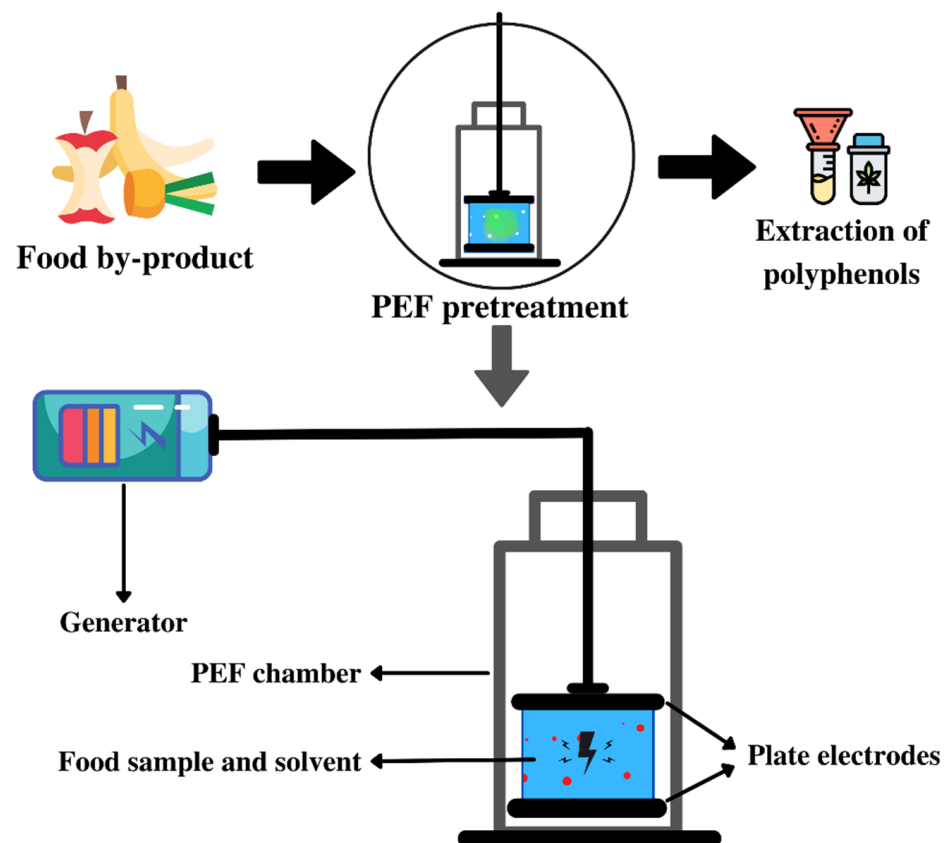 Food by-product
PEF pretreatment
Extraction of
polyphenols
Generator
PEF chamber
Food sample and solvent
Plate electrodes